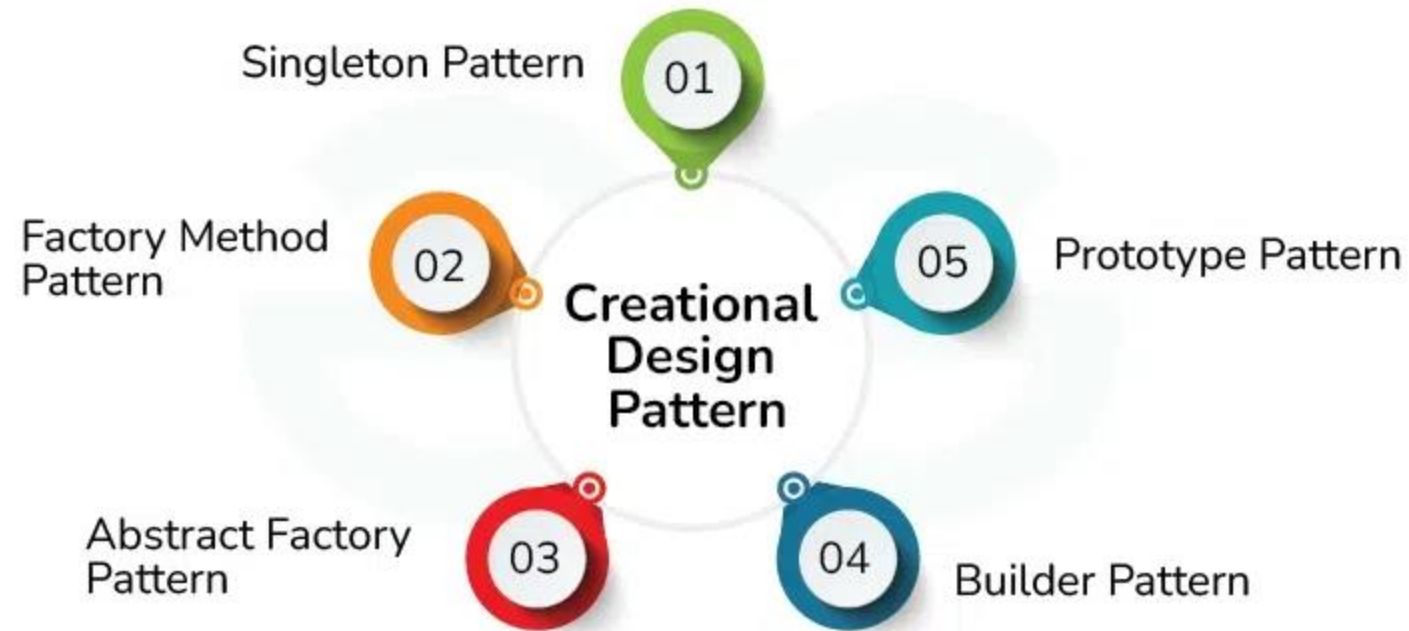 Singleton Pattern
01
Factory Method
Pattern
02
Abstract Factory
Pattern
03
Creational
Design
Pattern
04
Builder Pattern
05
Prototype Pattern